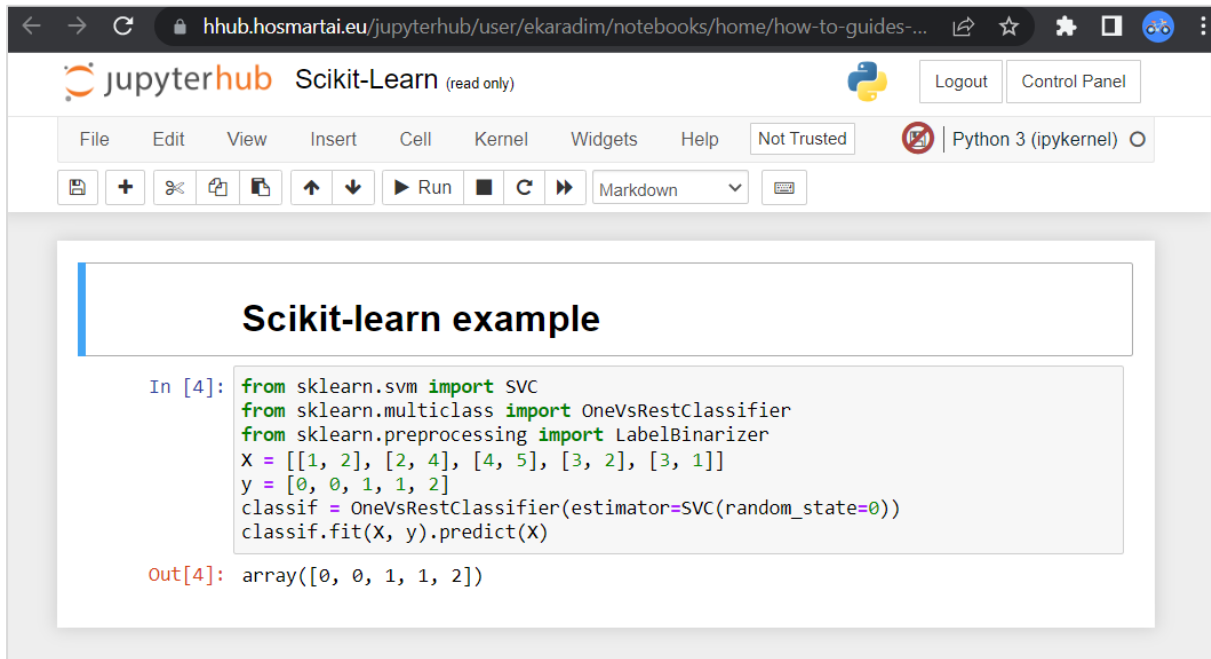 hhub.hosmartai.eu/jupyterhub/user/ekaradim/notebooks/home/how-to-guides-...
jupyterhub Scikit-Learn (read only)
Logout Control Panel
File Edit View Insert Cell Kernel Widgets Help Not Trusted Python 3 (ipykernel)
Run Markdown
Scikit-learn example
In [4]: from sklearn.svm import SVC
from sklearn.multiclass import OneVsRestClassifier
from sklearn.preprocessing import LabelBinarizer
X = [[1, 2], [2, 4], [4, 5], [3, 2], [3, 1]]
y = [0, 0, 1, 1, 2]
classif = OneVsRestClassifier(estimator=SVC(random_state=0))
classif.fit(X, y).predict(X)
Out[4]: array([0, 0, 1, 1, 2])